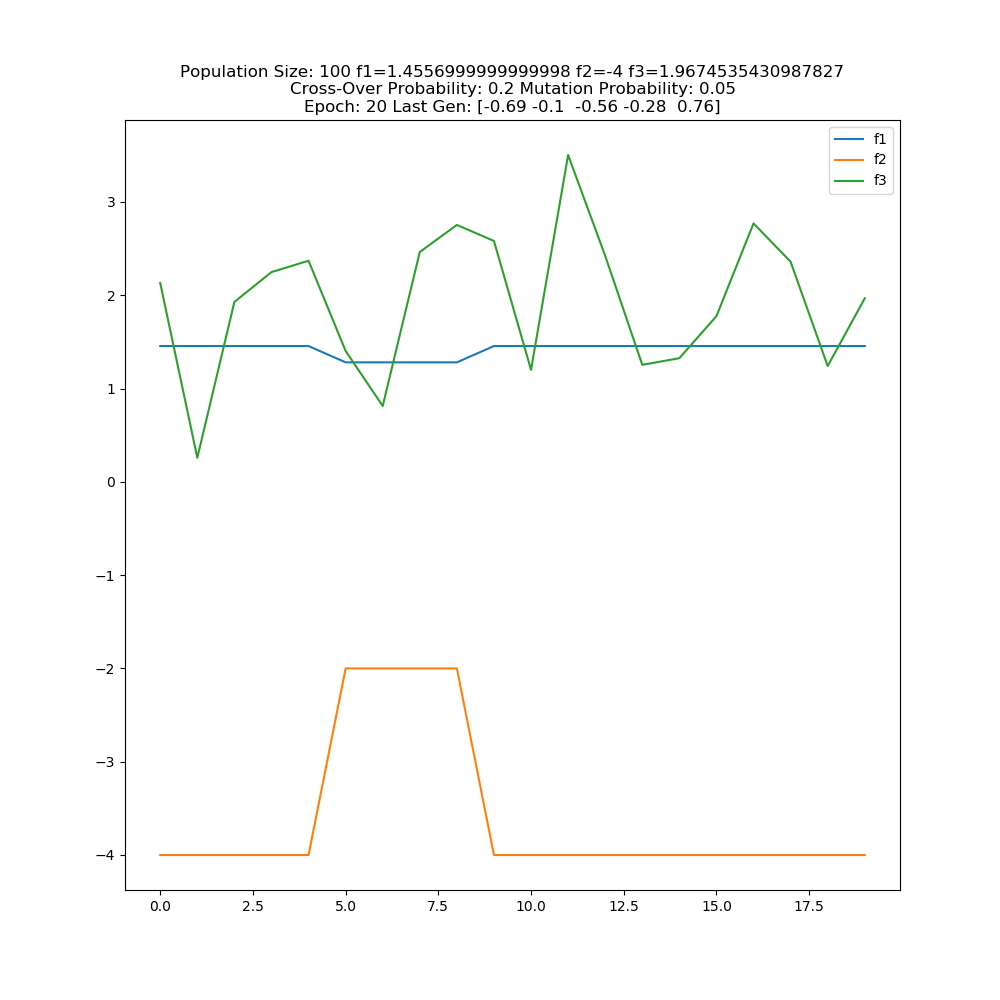 Population Size: 100 f1=1.4556999999999998 f2=-4 f3=1.9674535430987827
Cross-Over Probability: 0.2 Mutation Probability: 0.05
Epoch: 20 Last Gen: [-0.69 -0.1  -0.56 -0.28  0.76]
f1
f2
f3
3
2
1
0
−1
−2
−3
−4
0.0 2.5 5.0 7.5 10.0 12.5 15.0 17.5